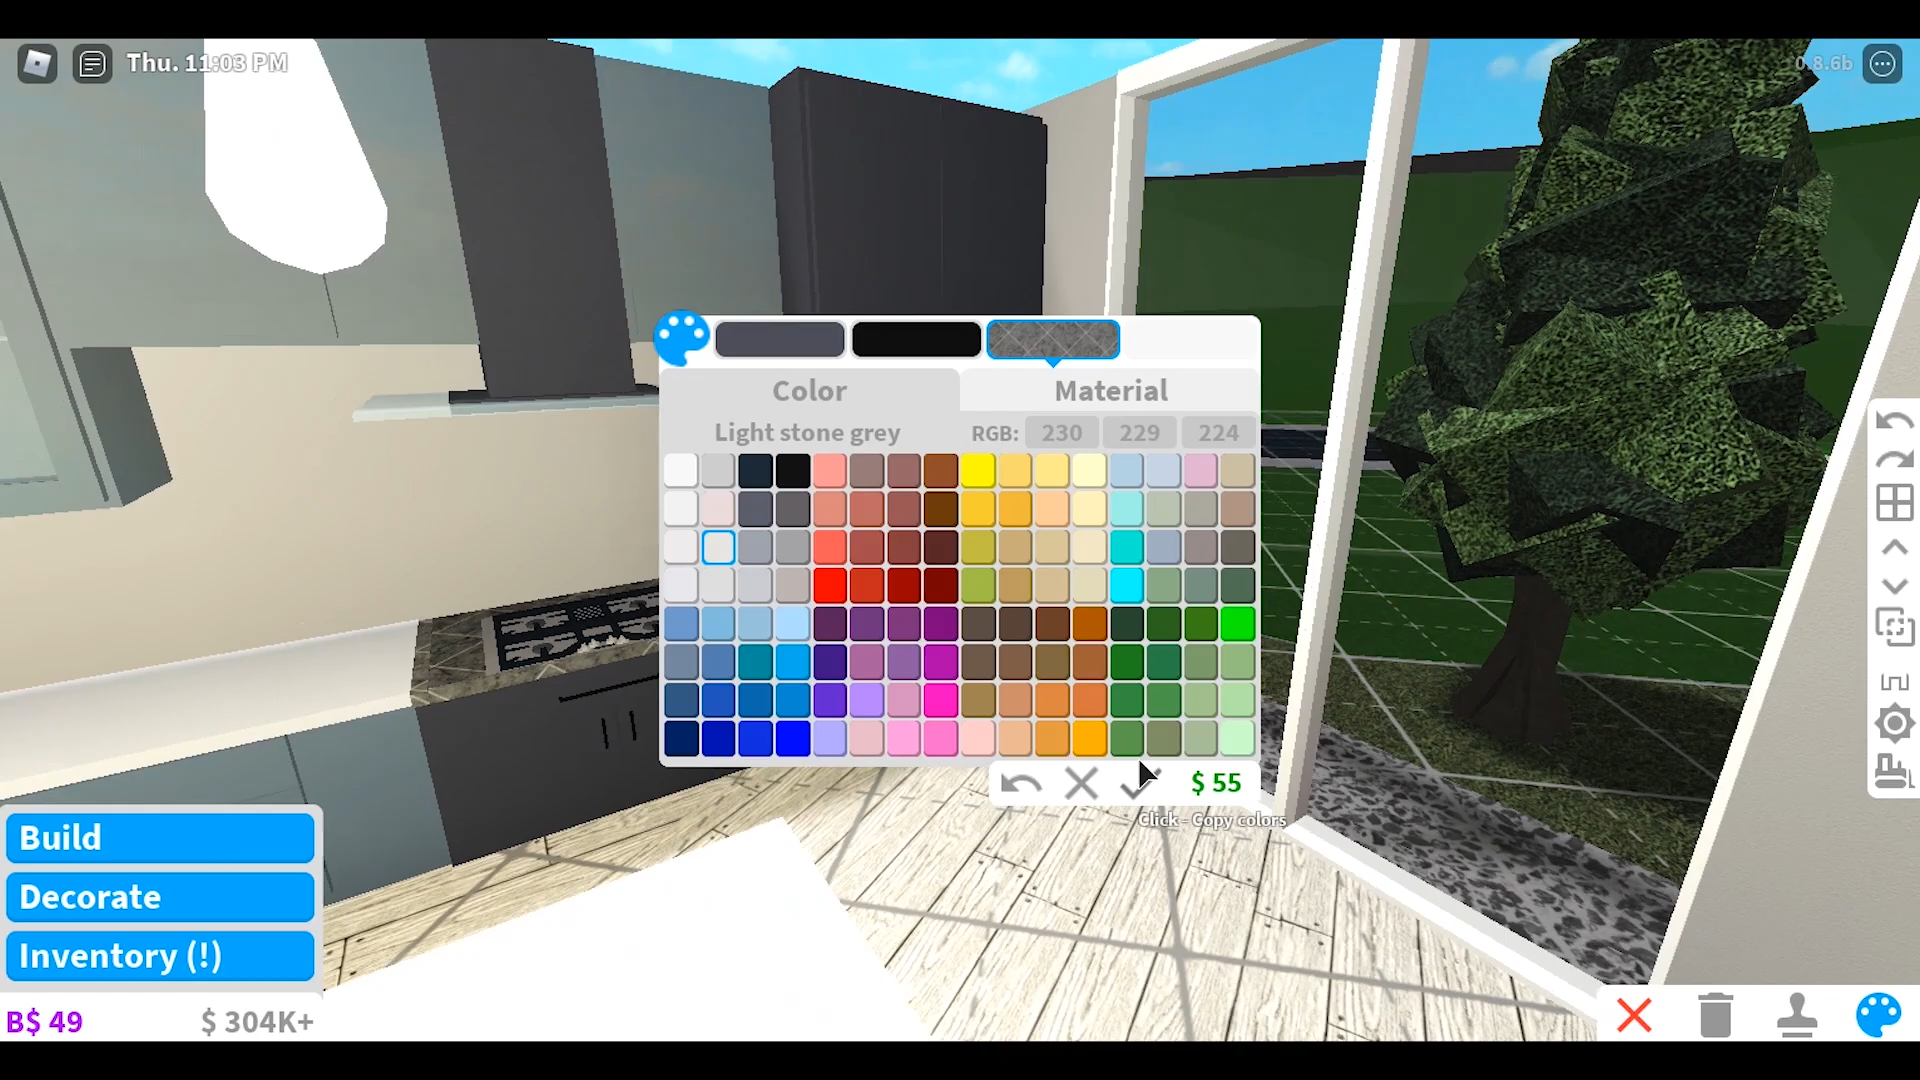 Thu. 11:03 PM
0.8.6b
Color
Material
Light stone grey
RGB: 230 229 224
$ 55
Click - Copy colors
Build
Decorate
Inventory (!)
B$ 49
$ 304K+